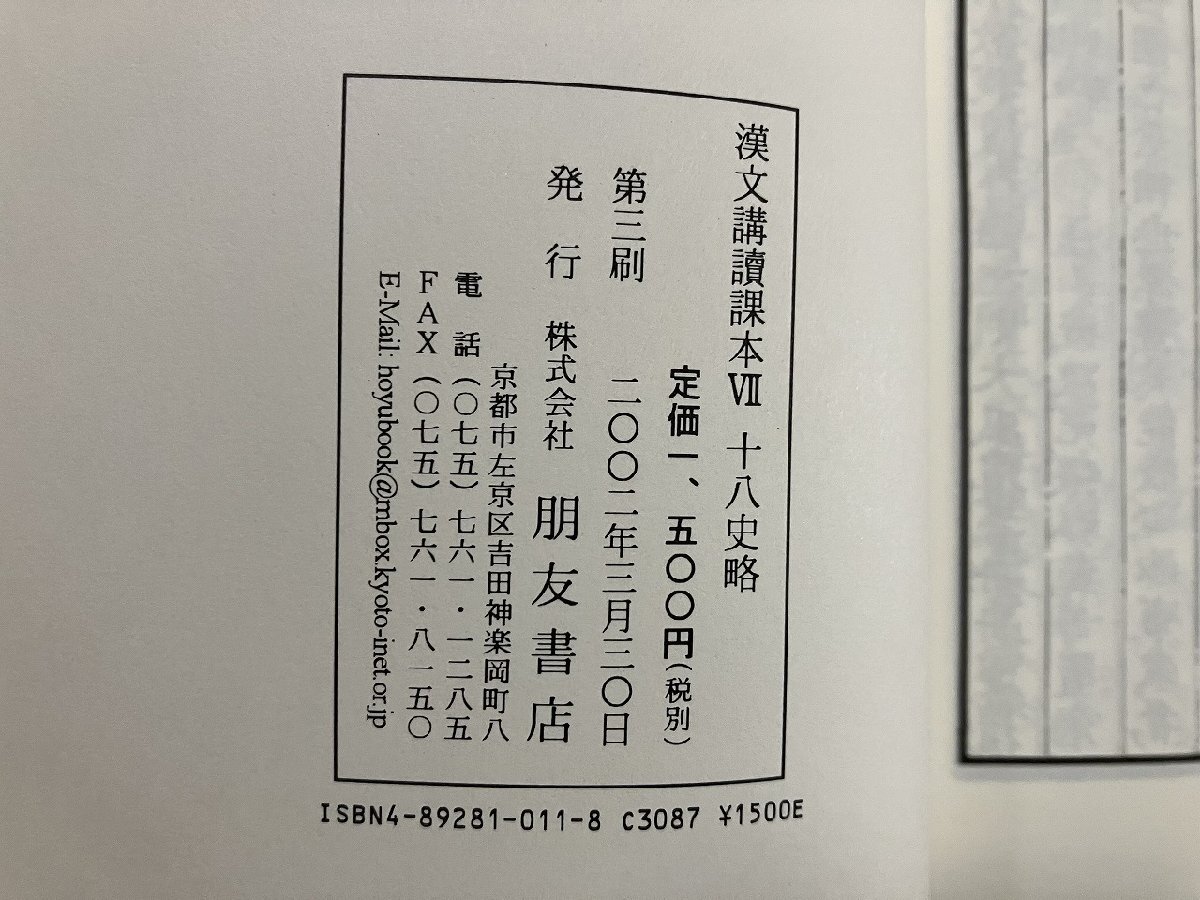 漢文講讀課本Ⅶ 十八史略
定価一、五〇〇円(税別)
第三刷 二〇〇二年三月三〇日
発行 株式会社 朋友書店
京都市左京区吉田神楽岡町八
電話(〇七五)七六一・一二八五
FAX(〇七五)七六一・八一五〇
E-Mail: hoyubook@mbox.kyoto-inet.or.jp
ISBN4-89281-011-8 C3087 ¥1500E